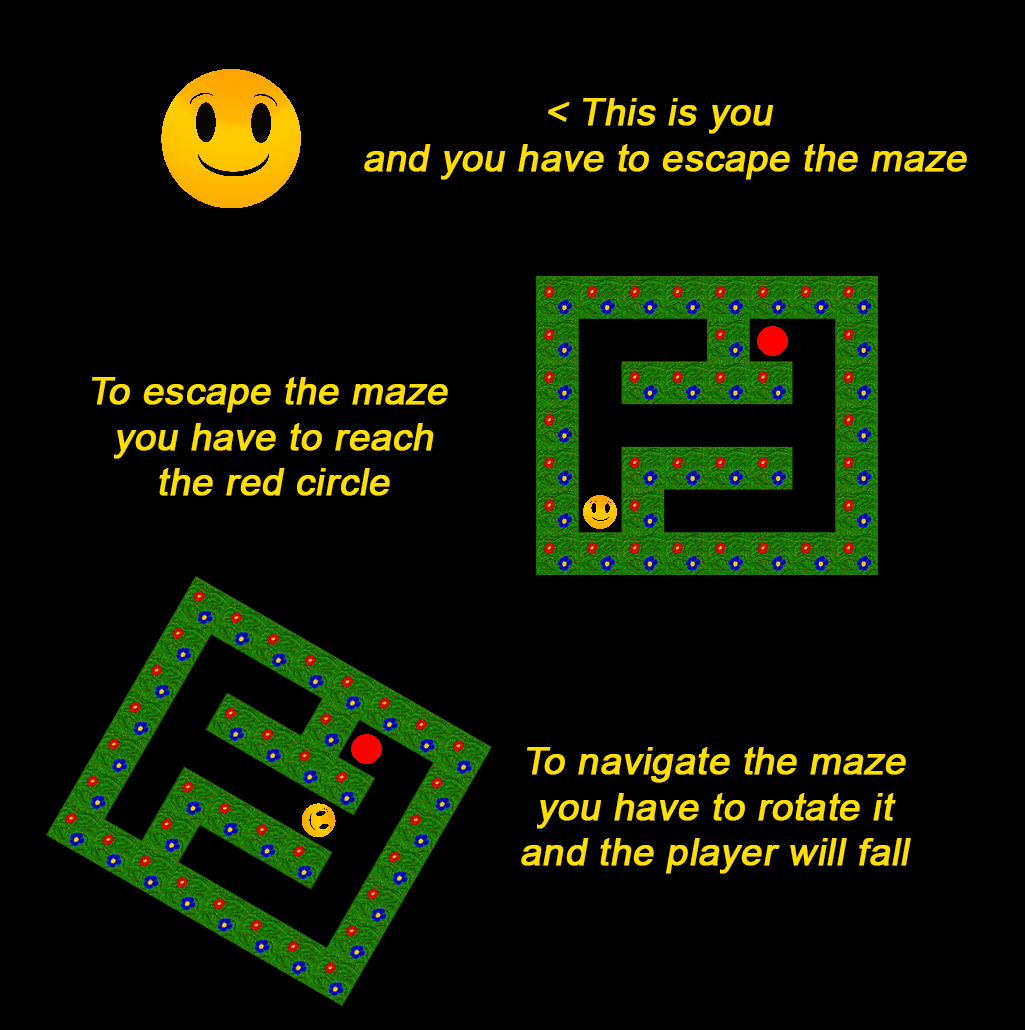 < This is you
and you have to escape the maze
To escape the maze
you have to reach
the red circle
To navigate the maze
you have to rotate it
and the player will fall